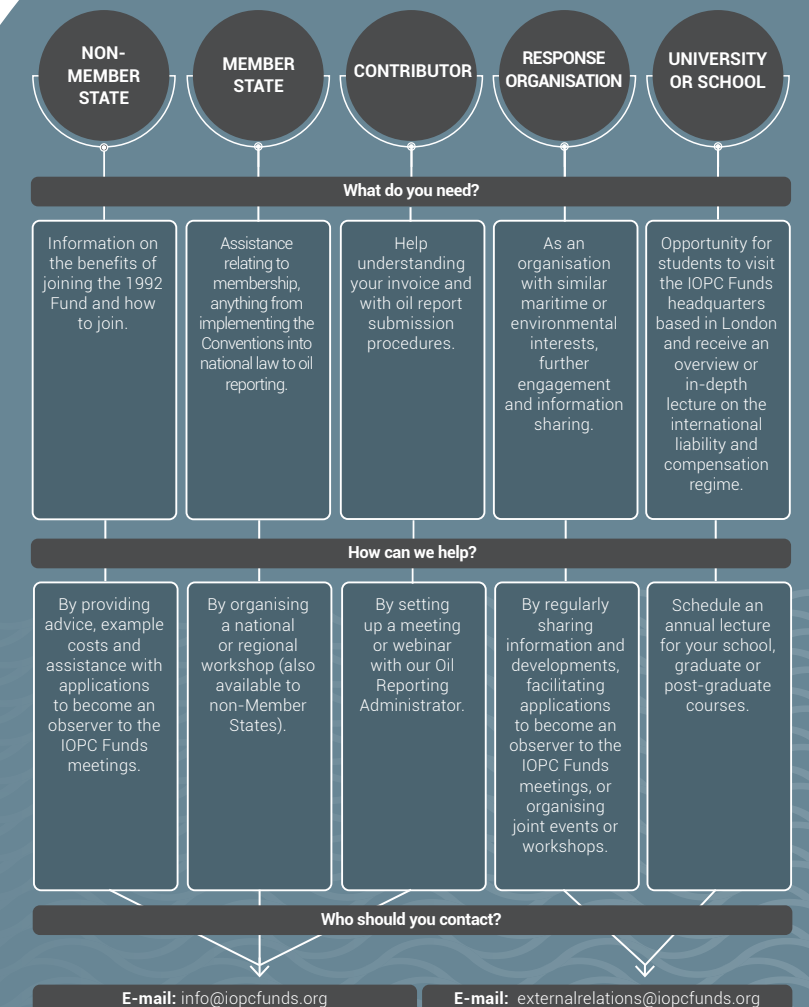 NON-
MEMBER
STATE
MEMBER
STATE
CONTRIBUTOR
RESPONSE
ORGANISATION
UNIVERSITY
OR SCHOOL
What do you need?
Information on
the benefits of
joining the 1992
Fund and how
to join.
Assistance
relating to
membership,
anything from
implementing the
Conventions into
national law to oil
reporting.
Help
understanding
your invoice and
with oil report
submission
procedures.
As an
organisation
with similar
maritime or
environmental
interests,
further
engagement
and information
sharing.
Opportunity for
students to visit
the IOPC Funds
headquarters
based in London
and receive an
overview or
in-depth
lecture on the
international
liability and
compensation
regime.
How can we help?
By providing
advice, example
costs and
assistance with
applications
to become an
observer to the
IOPC Funds
meetings.
By organising
a national
or regional
workshop (also
available to
non-Member
States).
By setting
up a meeting
or webinar
with our Oil
Reporting
Administrator.
By regularly
sharing
information and
developments,
facilitating
applications
to become an
observer to the
IOPC Funds
meetings, or
organising
joint events or
workshops.
Schedule an
annual lecture
for your school,
graduate or
post-graduate
courses.
Who should you contact?
E-mail: info@iopcfunds.org
E-mail: externalrelations@iopcfunds.org